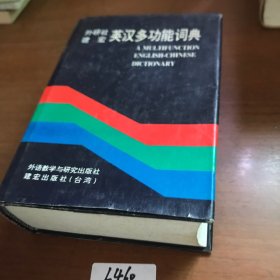 外研社 建宏 英汉多功能词典
A MULTIFUNCTION
ENGLISH-CHINESE
DICTIONARY
外语教学与研究出版社
建宏出版社(台湾)
6460